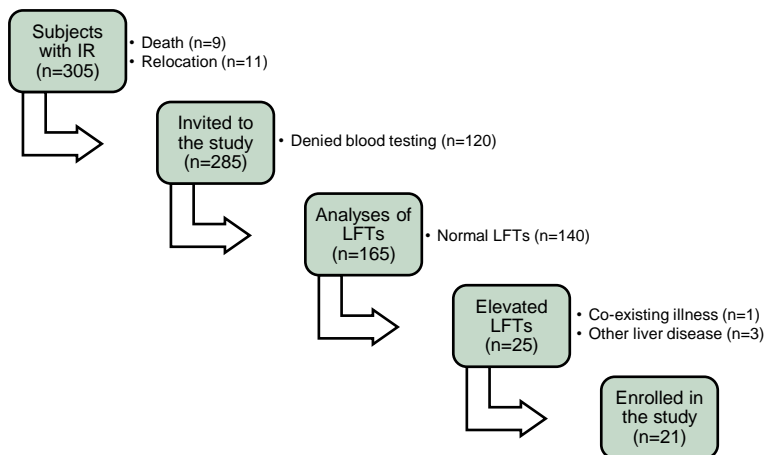 Subjects
with IR
(n=305)
• Death (n=9)
• Relocation (n=11)
Invited to
the study
(n=285)
• Denied blood testing (n=120)
Analyses of
LFTs
(n=165)
• Normal LFTs (n=140)
Elevated
LFTs
(n=25)
• Co-existing illness (n=1)
• Other liver disease (n=3)
Enrolled in
the study
(n=21)